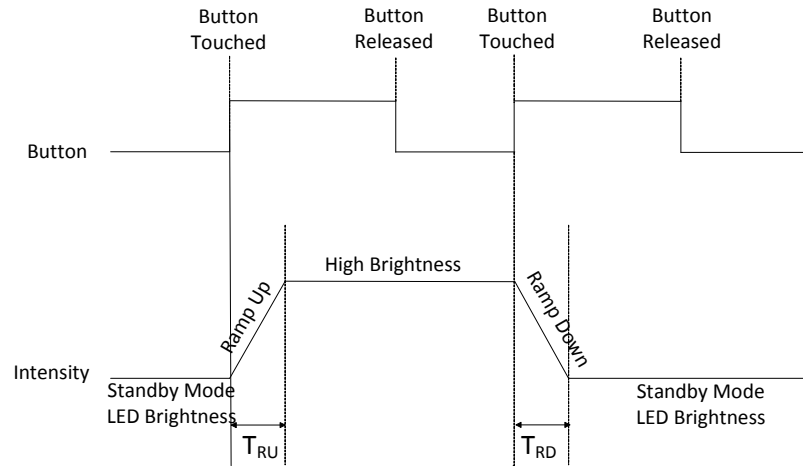 Button
Touched
Button
Released
Button
Touched
Button
Released
Button
High Brightness
Ramp Up
Ramp Down
Intensity
Standby Mode
LED Brightness
Standby Mode
LED Brightness
TRU
TRD